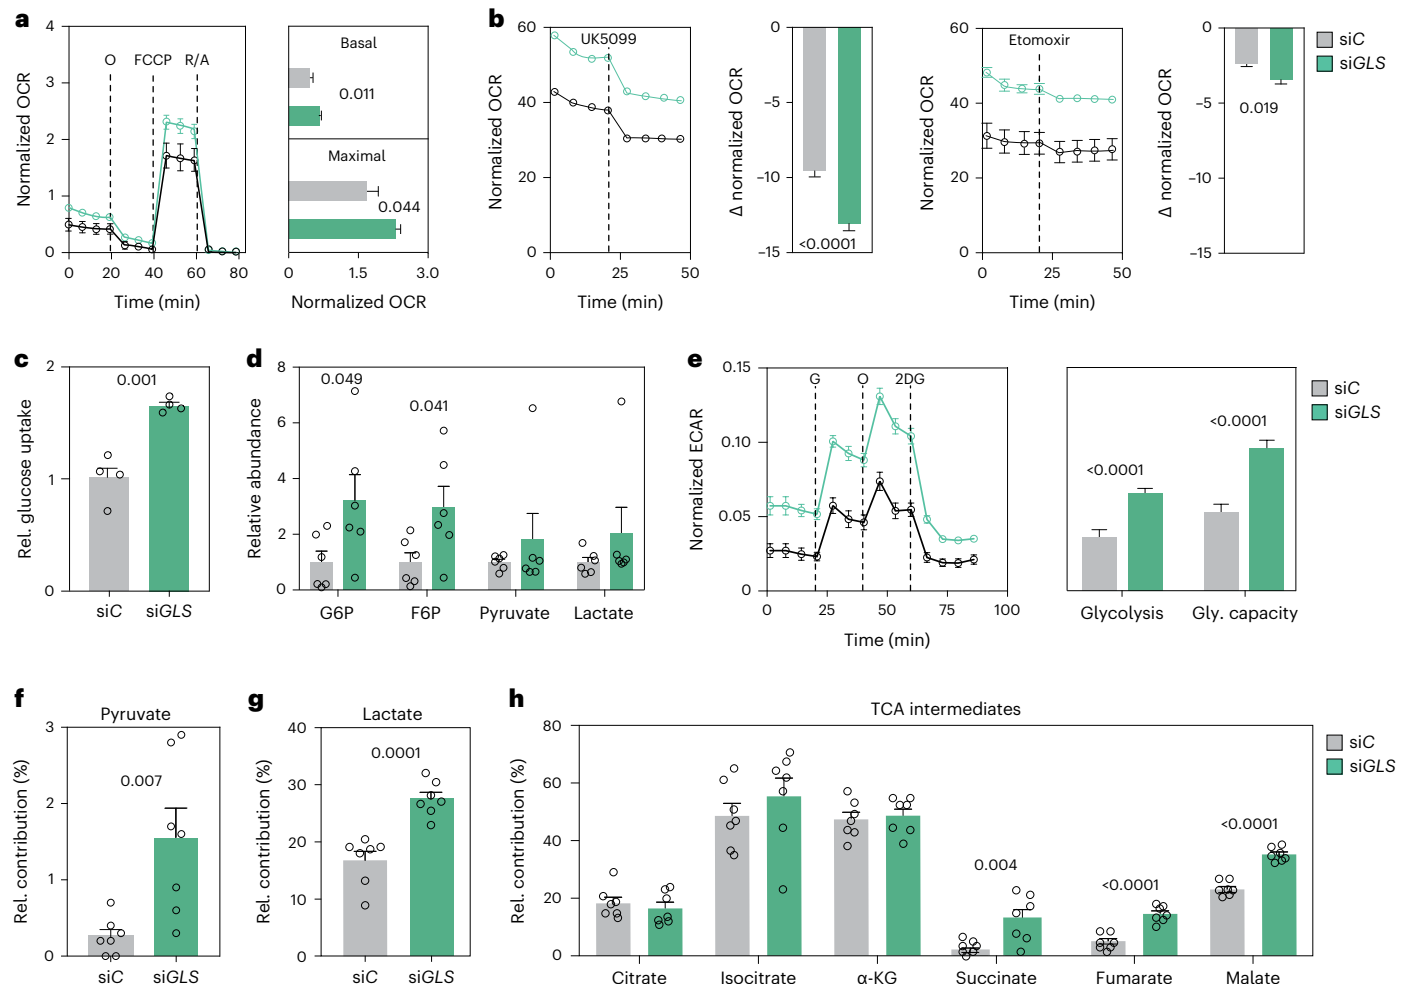 a
4
3
2
1
0
Normalized OCR
O
FCCP
R/A
0
20
40
60
80
Time (min)
Basal
0.011
Maximal
0.044
0
1.5
3.0
Normalized OCR
b
60
40
20
0
Normalized OCR
UK5099
0
25
50
Time (min)
0
−5
−10
−15
Δ normalized OCR
<0.0001
60
40
20
0
Normalized OCR
Etomoxir
0
25
50
Time (min)
0
−5
−10
−15
Δ normalized OCR
0.019
siC
siGLS
c
2
1
0
Rel. glucose uptake
0.001
siC
siGLS
d
8
6
4
2
0
Relative abundance
0.049
0.041
G6P
F6P
Pyruvate
Lactate
e
0.15
0.10
0.05
0
Normalized ECAR
G
O
2DG
0
25
50
75
100
Time (min)
<0.0001
<0.0001
Glycolysis
Gly. capacity
siC
siGLS
f
Pyruvate
3
2
1
0
Rel. contribution (%)
0.007
siC
siGLS
g
Lactate
40
30
20
10
0
Rel. contribution (%)
0.0001
siC
siGLS
h
TCA intermediates
80
60
40
20
0
Rel. contribution (%)
0.004
<0.0001
<0.0001
Citrate
Isocitrate
α-KG
Succinate
Fumarate
Malate
siC
siGLS